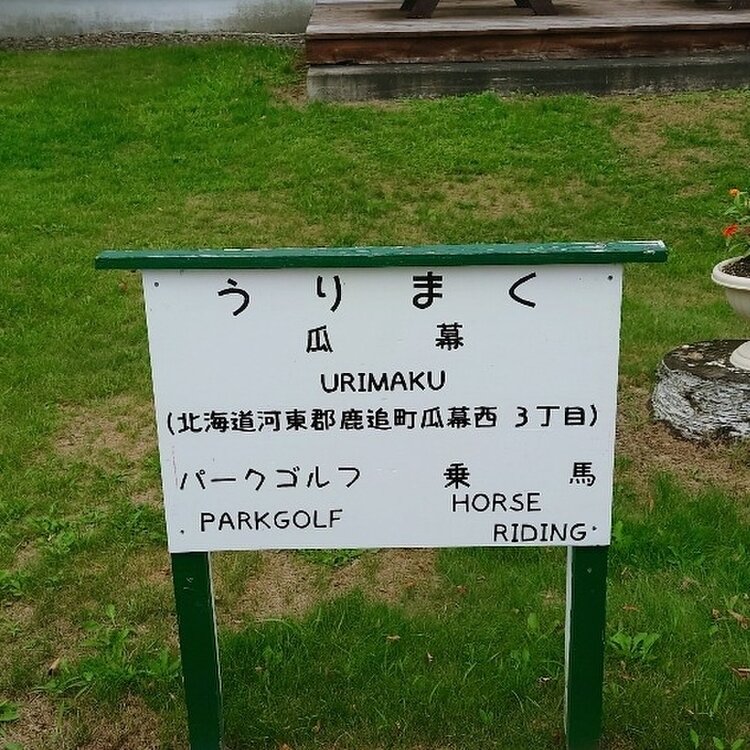 うりまく
瓜幕
URIMAKU
(北海道河東郡鹿追町瓜幕西 3丁目)
パークゴルフ 乗馬
PARKGOLF HORSE RIDING